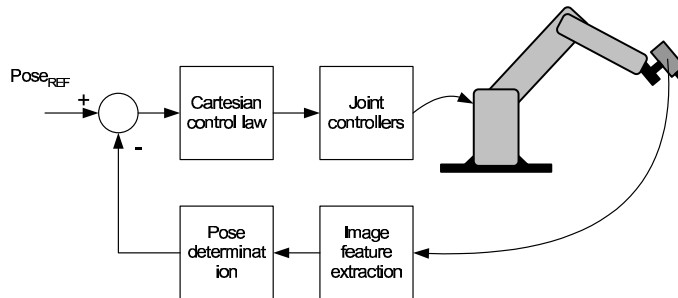 Pose_REF
+
-
Cartesian
control law
Joint
controllers
Pose
determinat
ion
Image
feature
extraction